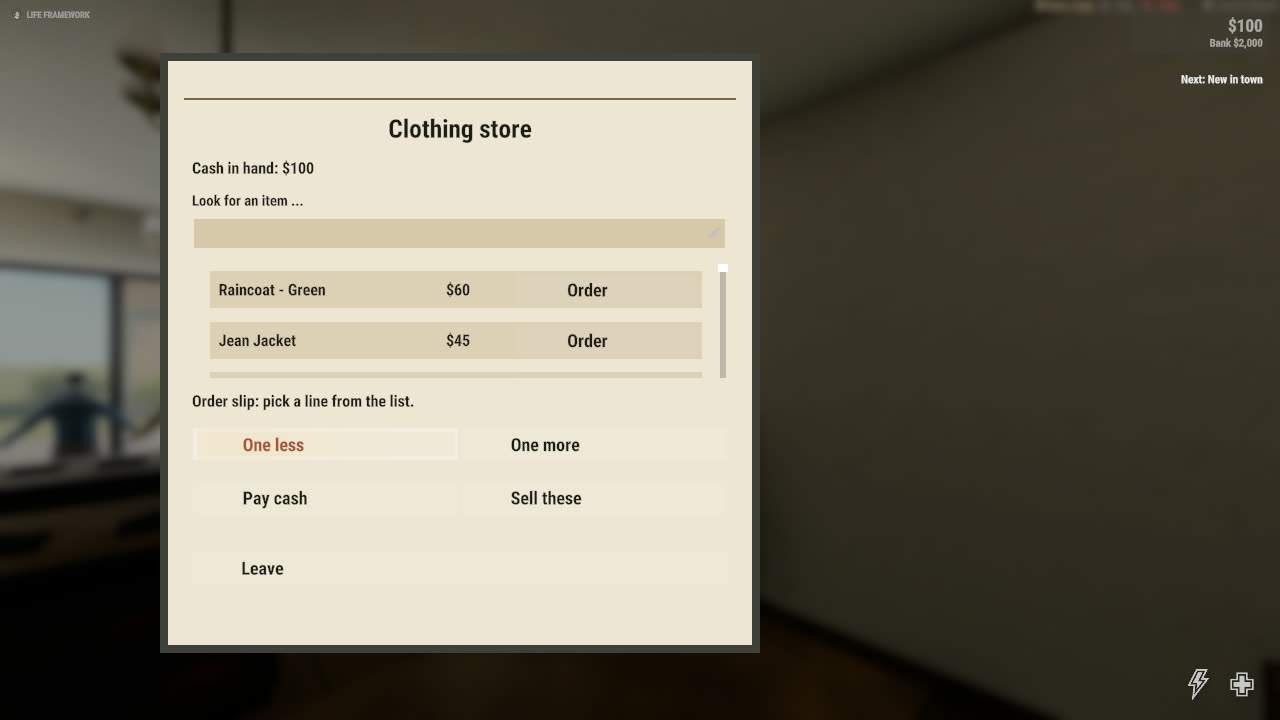 LIFE FRAMEWORK
$100
Bank $2,000
Next: New in town
Clothing store
Cash in hand: $100
Look for an item ...
Raincoat - Green $60 Order
Jean Jacket $45 Order
Order slip: pick a line from the list.
One less One more
Pay cash Sell these
Leave